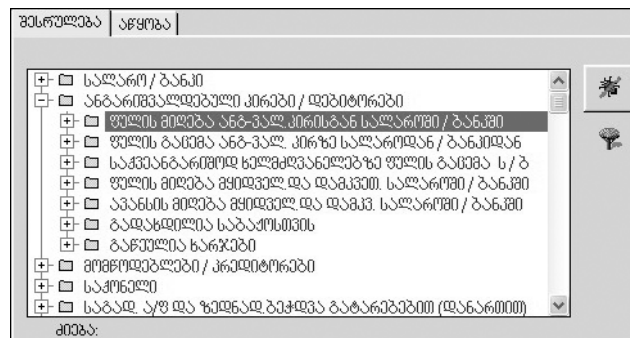 შესრულება აწყობა
სალარო / ბანკი
ანგარიშვალდებული პირები / დებიტორები
ფულის მიღება ანგ-ვალ. პირისგან სალაროში / ბანკში
ფულის გაცემა ანგ-ვალ. პირზე სალაროდან / ბანკიდან
საქვეანგარიშოდ ხელმძღვანელებზე ფულის გაცემა ს / ბ
ფულის მიღება მყიდველ. და დამკვეთ. სალაროში / ბანკში
ავანსის მიღება მყიდველ. და დამკვ. სალაროში / ბანკში
გადახდილია საბაჟოსთვის
გაწეულია ხარჯები
მომწოდებლები / კრედიტორები
საქონელი
საგად. ა/ფ და ზედნად. ბეჭდვა გატარებებით (დანართით)
ძიება: